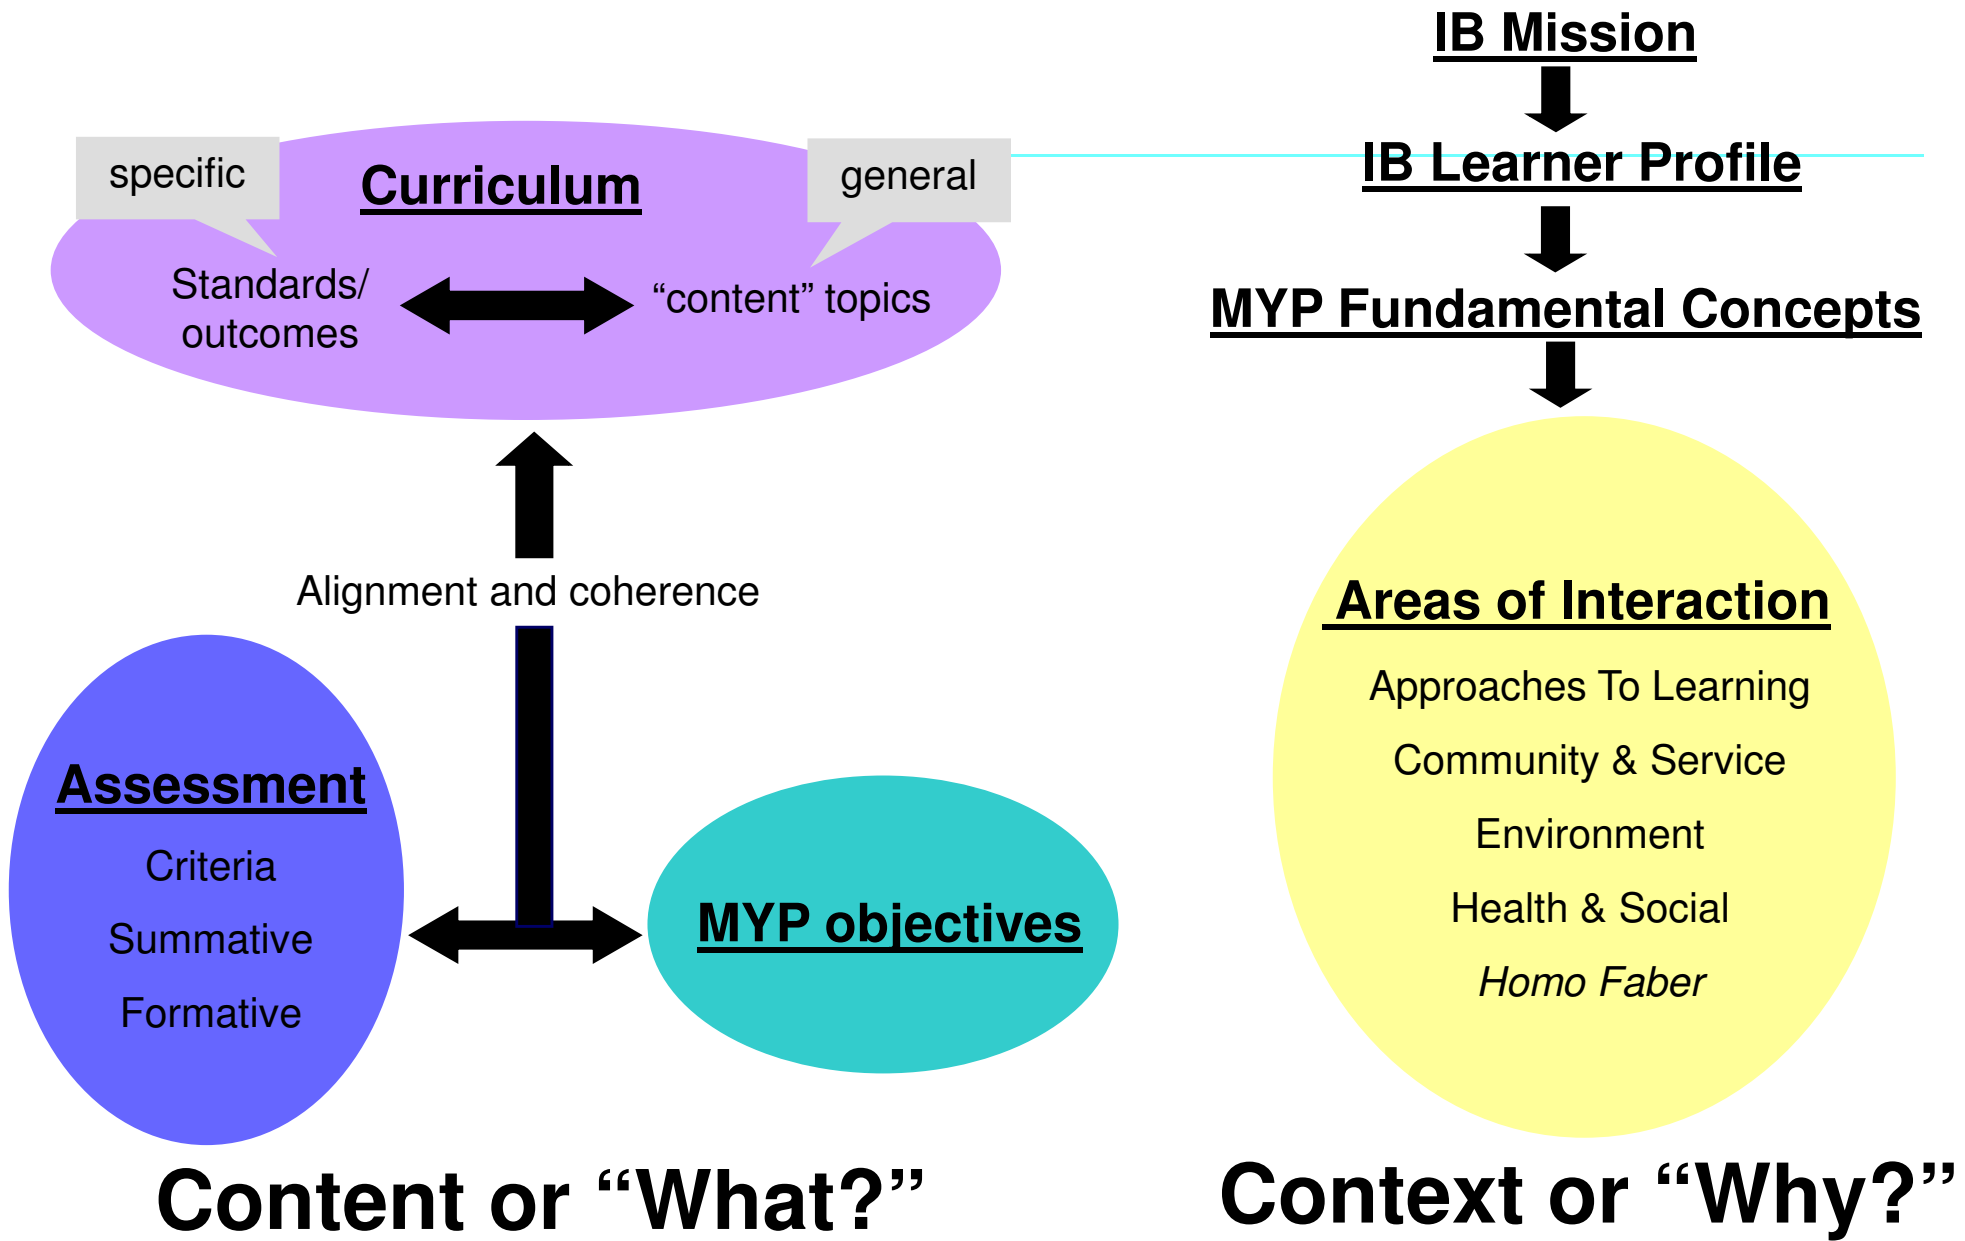 specific
Curriculum
general
Standards/
outcomes
“content” topics
Alignment and coherence
Assessment
Criteria
Summative
Formative
MYP objectives
Content or “What?”
IB Mission
IB Learner Profile
MYP Fundamental Concepts
Areas of Interaction
Approaches To Learning
Community & Service
Environment
Health & Social
Homo Faber
Context or “Why?”